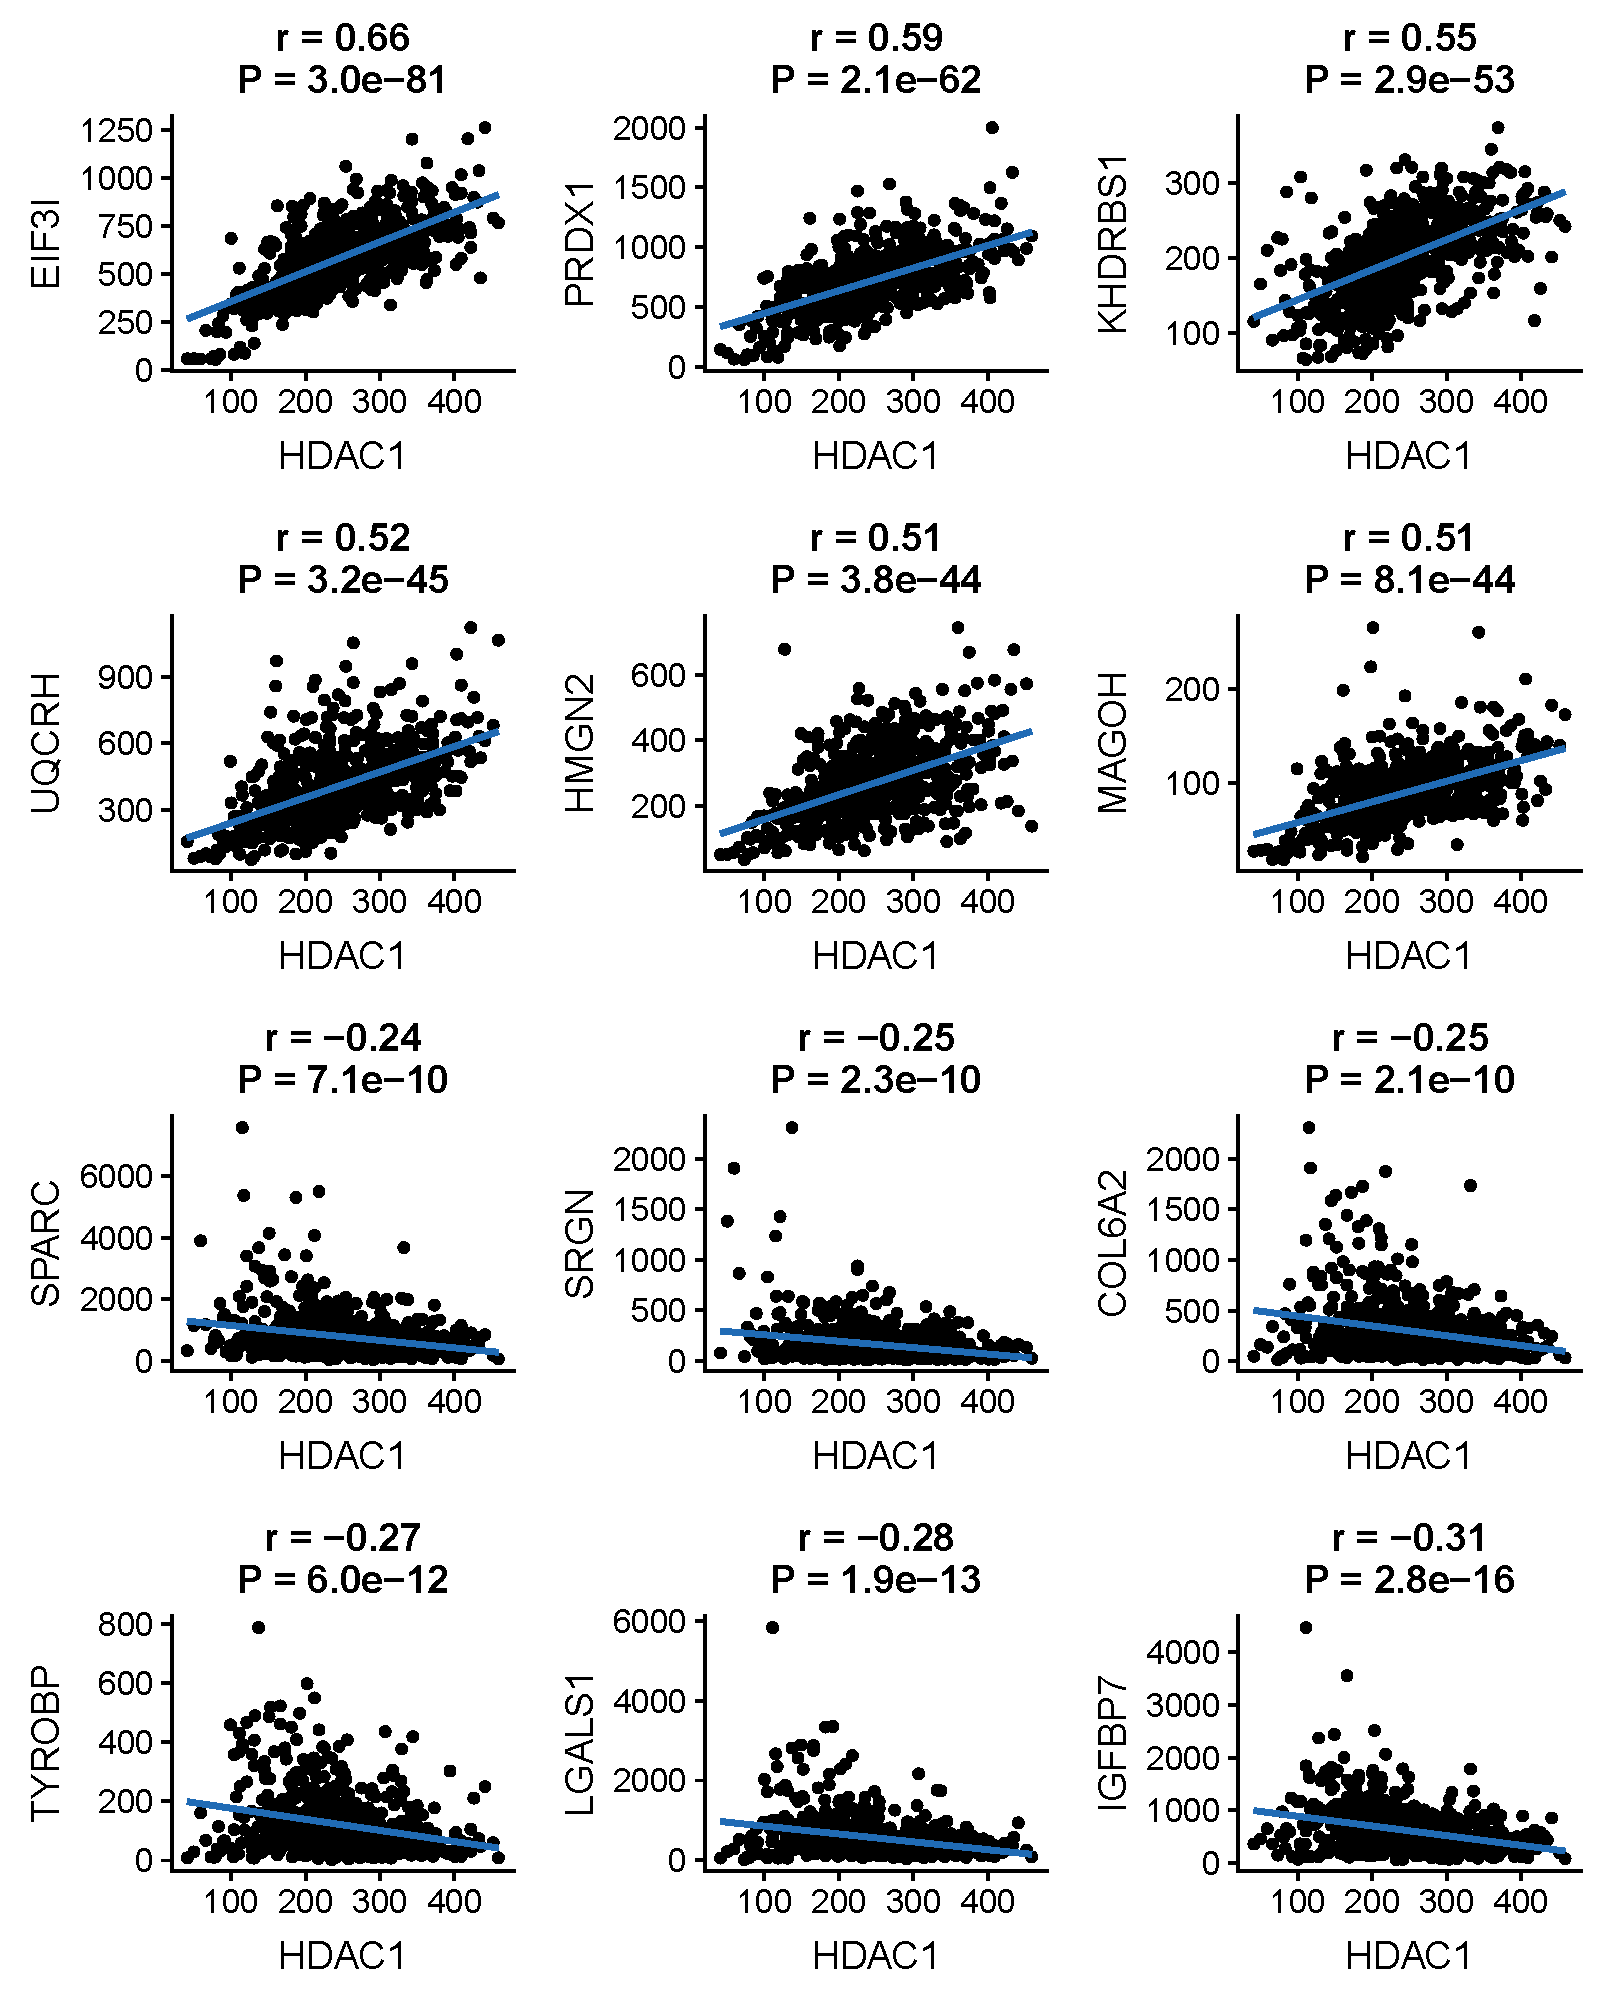 r = 0.66
P = 3.0e−81
EIF3I
1250
1000
750
500
250
0
100 200 300 400
HDAC1
r = 0.59
P = 2.1e−62
PRDX1
2000
1500
1000
500
0
100 200 300 400
HDAC1
r = 0.55
P = 2.9e−53
KHDRBS1
300
200
100
100 200 300 400
HDAC1
r = 0.52
P = 3.2e−45
UQCRH
900
600
300
100 200 300 400
HDAC1
r = 0.51
P = 3.8e−44
HMGN2
600
400
200
100 200 300 400
HDAC1
r = 0.51
P = 8.1e−44
MAGOH
200
100
100 200 300 400
HDAC1
r = −0.24
P = 7.1e−10
SPARC
6000
4000
2000
0
100 200 300 400
HDAC1
r = −0.25
P = 2.3e−10
SRGN
2000
1500
1000
500
0
100 200 300 400
HDAC1
r = −0.25
P = 2.1e−10
COL6A2
2000
1500
1000
500
0
100 200 300 400
HDAC1
r = −0.27
P = 6.0e−12
TYROBP
800
600
400
200
0
100 200 300 400
HDAC1
r = −0.28
P = 1.9e−13
LGALS1
6000
4000
2000
0
100 200 300 400
HDAC1
r = −0.31
P = 2.8e−16
IGFBP7
4000
3000
2000
1000
0
100 200 300 400
HDAC1